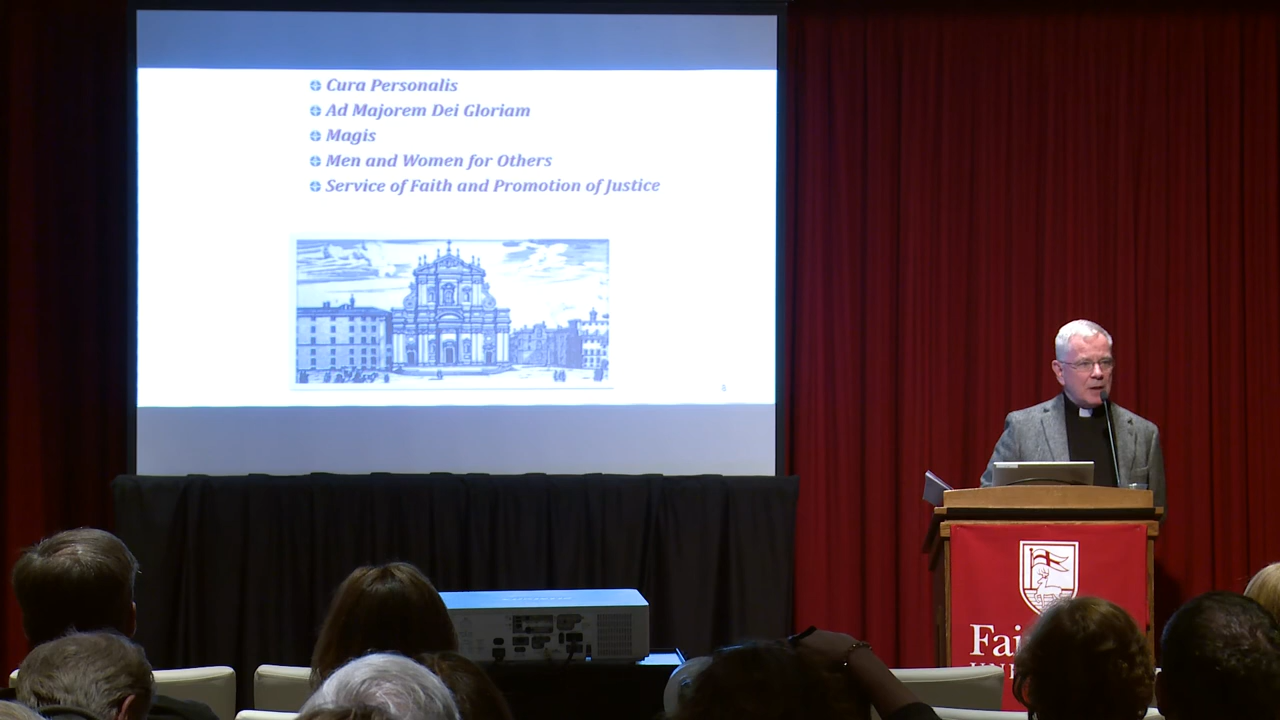 Cura Personalis
Ad Majorem Dei Gloriam
Magis
Men and Women for Others
Service of Faith and Promotion of Justice